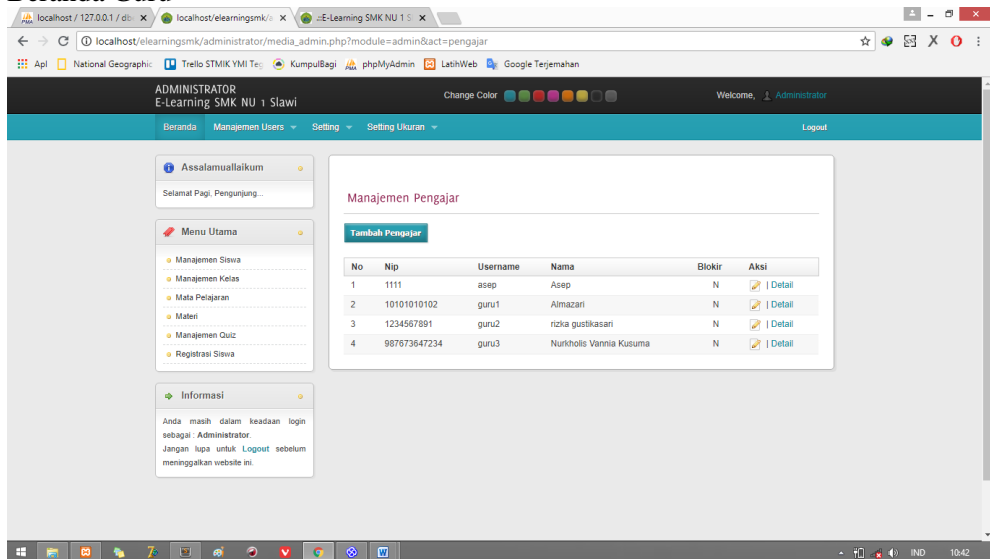 Beranda Guru
localhost / 127.0.0.1 / db
localhost/elearningsmk/a
.::E-Learning SMK NU 1 S
localhost/elearningsmk/administrator/media_admin.php?module=admin&act=pengajar
Apl National Geographic Trello STMIK YMI Teg KumpulBagi phpMyAdmin LatihWeb Google Terjemahan
ADMINISTRATOR
E-Learning SMK NU 1 Slawi
Change Color
Welcome, Administrator
Beranda Manajemen Users Setting Setting Ukuran Logout
Assalamuallaikum
Selamat Pagi, Pengunjung...
Menu Utama
Manajemen Siswa
Manajemen Kelas
Mata Pelajaran
Materi
Manajemen Quiz
Registrasi Siswa
Informasi
Anda masih dalam keadaan login
sebagai : Administrator.
Jangan lupa untuk Logout sebelum
meninggalkan website ini.
Manajemen Pengajar
Tambah Pengajar
No Nip Username Nama Blokir Aksi
1 1111 asep Asep N | Detail
2 10101010102 guru1 Almazari N | Detail
3 1234567891 guru2 rizka gustikasari N | Detail
4 987673647234 guru3 Nurkholis Vannia Kusuma N | Detail
IND 10:42